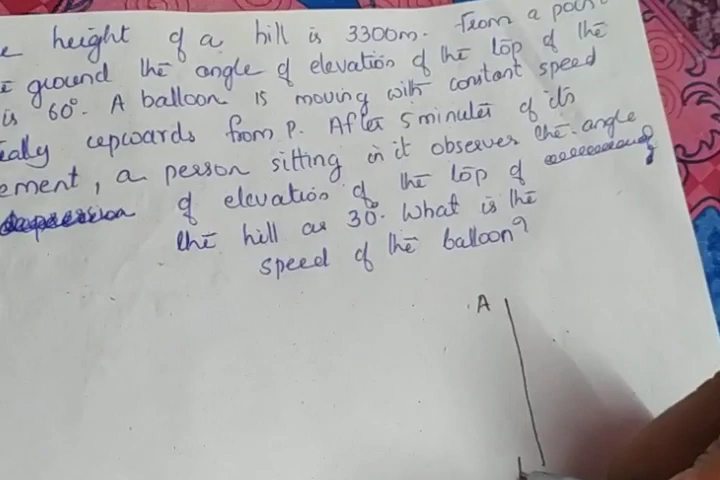 height of a hill is 3300m. from a
ground the angle of elevation of the top of the
is 60°. A balloon is moving with constant speed
upwards from P. After 5 minutes of its
ement, a person sitting in it observes the angle
of elevation of the top of
the hill as 30. What is the
speed of the balloon?
A